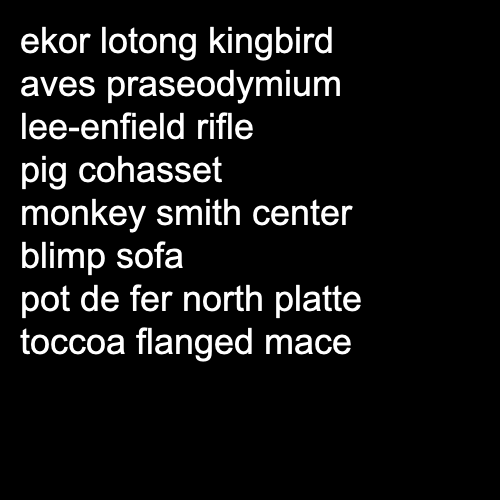 ekor lotong kingbird
aves praseodymium
lee-enfield rifle
pig cohasset
monkey smith center
blimp sofa
pot de fer north platte
toccoa flanged mace